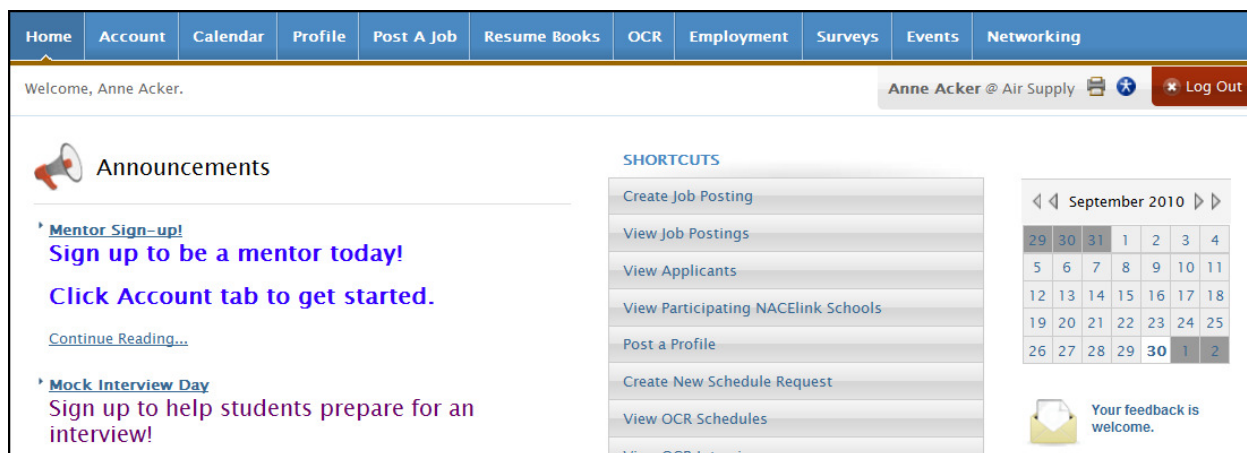 Home Account Calendar Profile Post A Job Resume Books OCR Employment Surveys Events Networking
Welcome, Anne Acker.
Anne Acker @ Air Supply
Log Out
Announcements
Mentor Sign-up!
Sign up to be a mentor today!
Click Account tab to get started.
Continue Reading...
Mock Interview Day
Sign up to help students prepare for an
interview!
SHORTCUTS
Create Job Posting
View Job Postings
View Applicants
View Participating NACElink Schools
Post a Profile
Create New Schedule Request
View OCR Schedules
September 2010
29 30 31 1 2 3 4
5 6 7 8 9 10 11
12 13 14 15 16 17 18
19 20 21 22 23 24 25
26 27 28 29 30 1 2
Your feedback is
welcome.